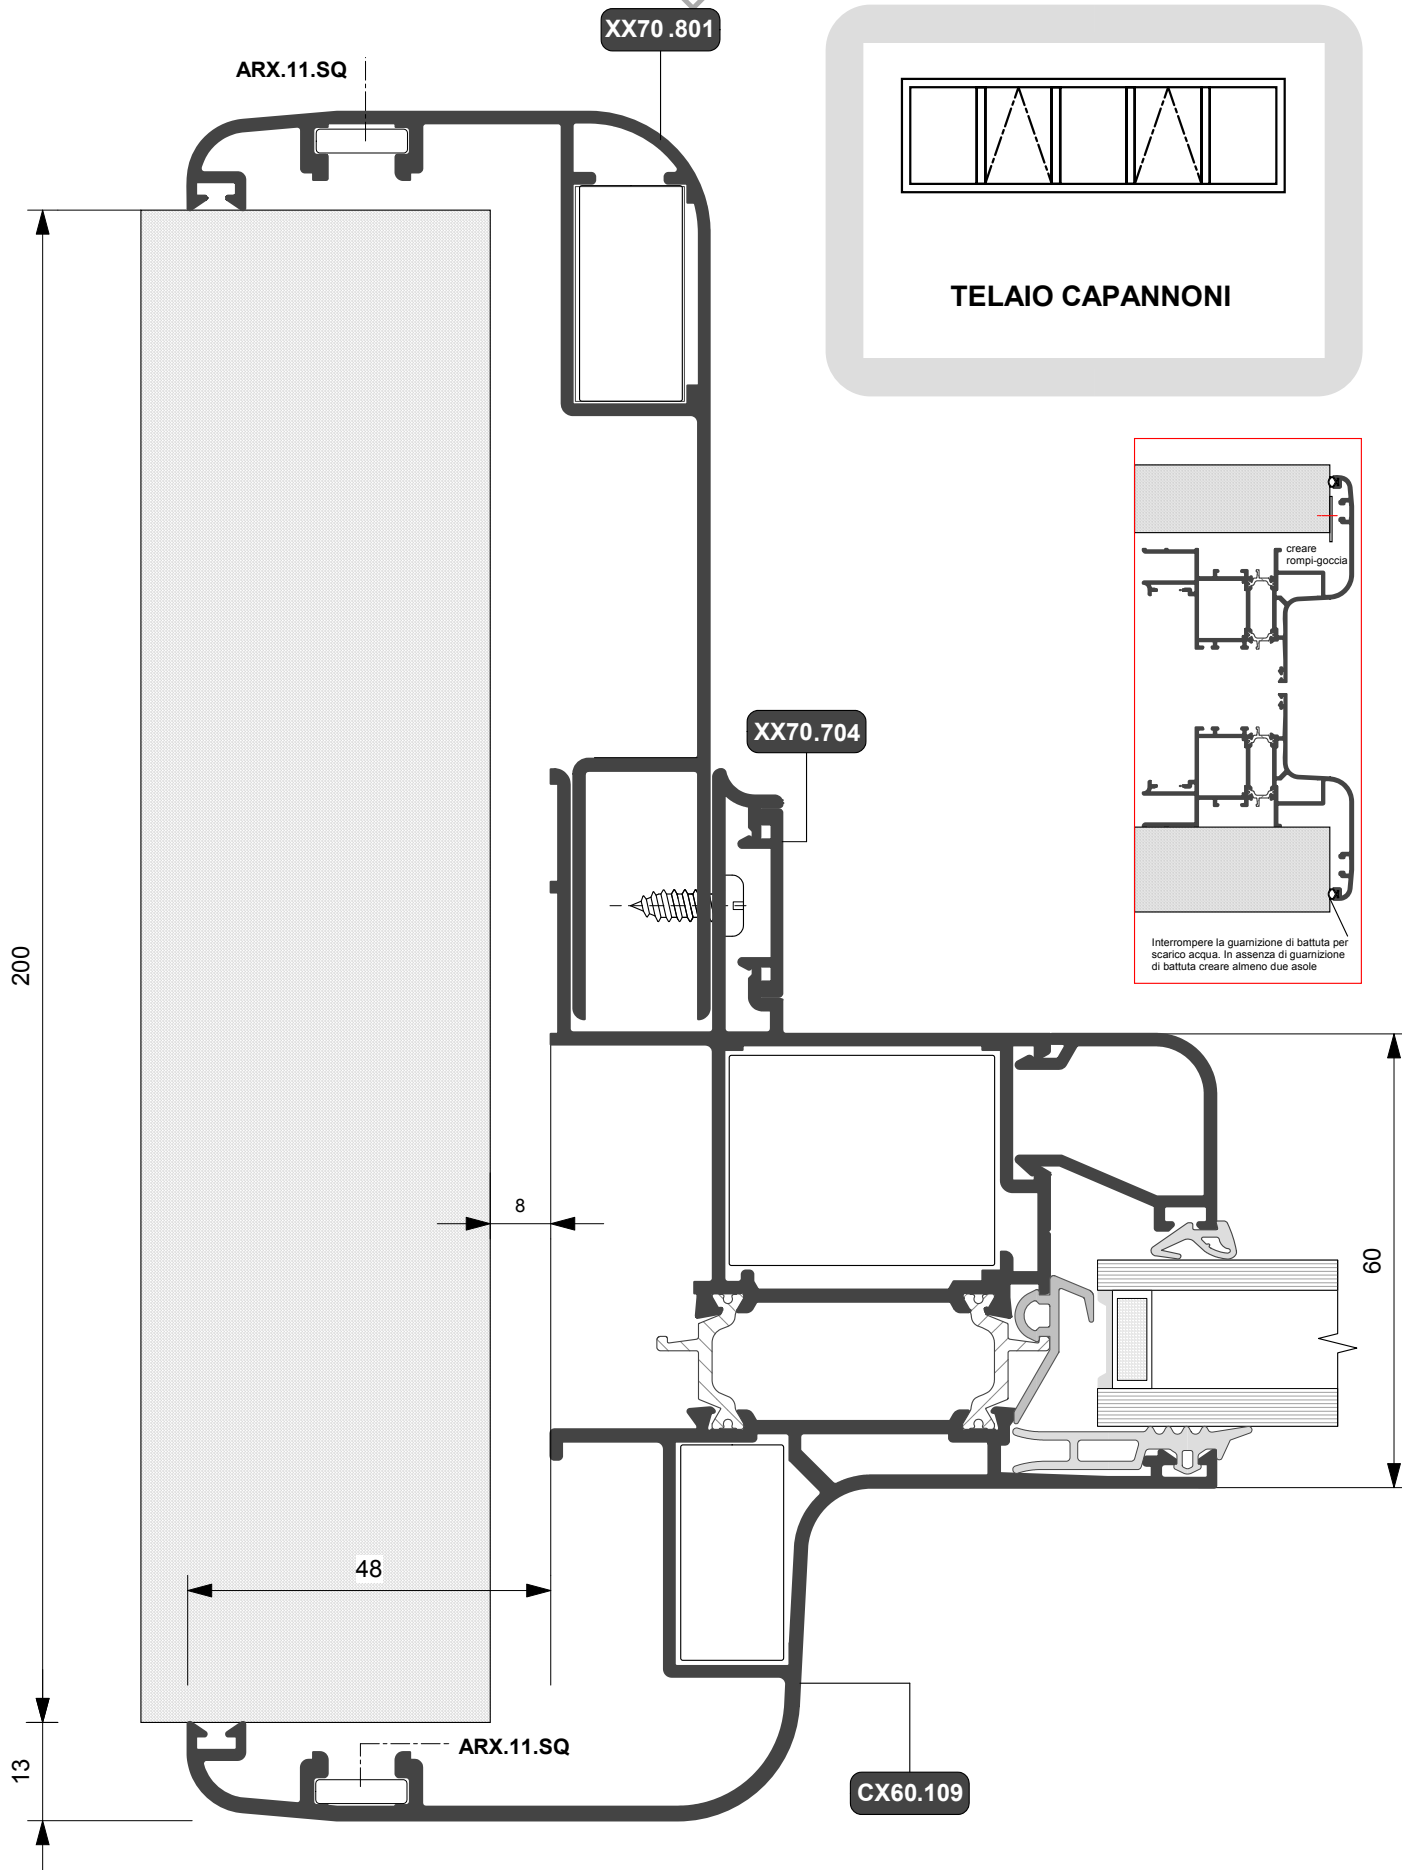 XX70.801
ARX.11.SQ
TELAIO CAPANNONI
creare
rompi-goccia
XX70.704
Interrompere la guarnizione di battuta per
scarico acqua. In assenza di guarnizione
di battuta creare almeno due asole
200
8
60
48
ARX.11.SQ
13
CX60.109